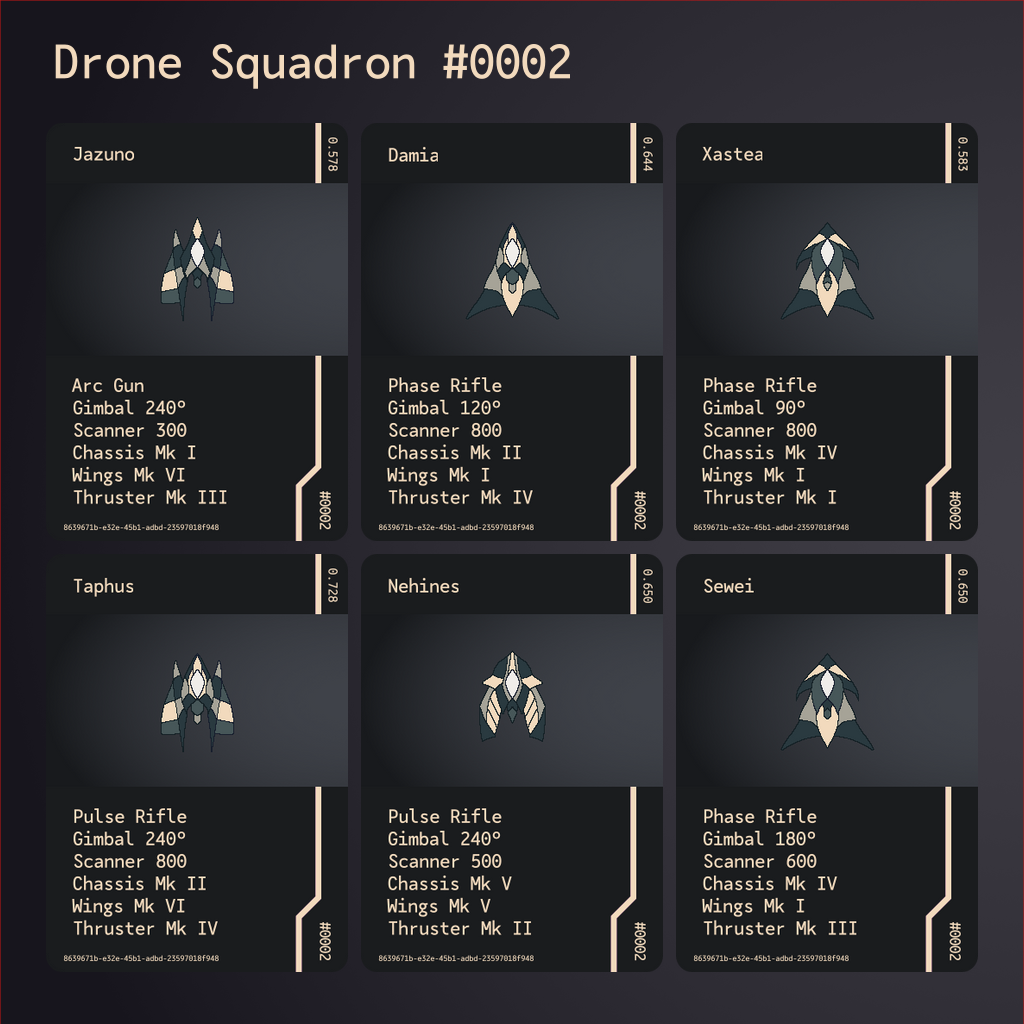 Drone Squadron #0002
Jazuno
0.578
Arc Gun
Gimbal 240°
Scanner 300
Chassis Mk I
Wings Mk VI
Thruster Mk III
#0002
8639671b-e32e-45b1-adbd-23597018f948
Damia
0.644
Phase Rifle
Gimbal 120°
Scanner 800
Chassis Mk II
Wings Mk I
Thruster Mk IV
#0002
8639671b-e32e-45b1-adbd-23597018f948
Xastea
0.583
Phase Rifle
Gimbal 90°
Scanner 800
Chassis Mk IV
Wings Mk I
Thruster Mk I
#0002
8639671b-e32e-45b1-adbd-23597018f948
Taphus
0.728
Pulse Rifle
Gimbal 240°
Scanner 800
Chassis Mk II
Wings Mk VI
Thruster Mk IV
#0002
8639671b-e32e-45b1-adbd-23597018f948
Nehines
0.650
Pulse Rifle
Gimbal 240°
Scanner 500
Chassis Mk V
Wings Mk V
Thruster Mk II
#0002
8639671b-e32e-45b1-adbd-23597018f948
Sewei
0.650
Phase Rifle
Gimbal 180°
Scanner 600
Chassis Mk IV
Wings Mk I
Thruster Mk III
#0002
8639671b-e32e-45b1-adbd-23597018f948